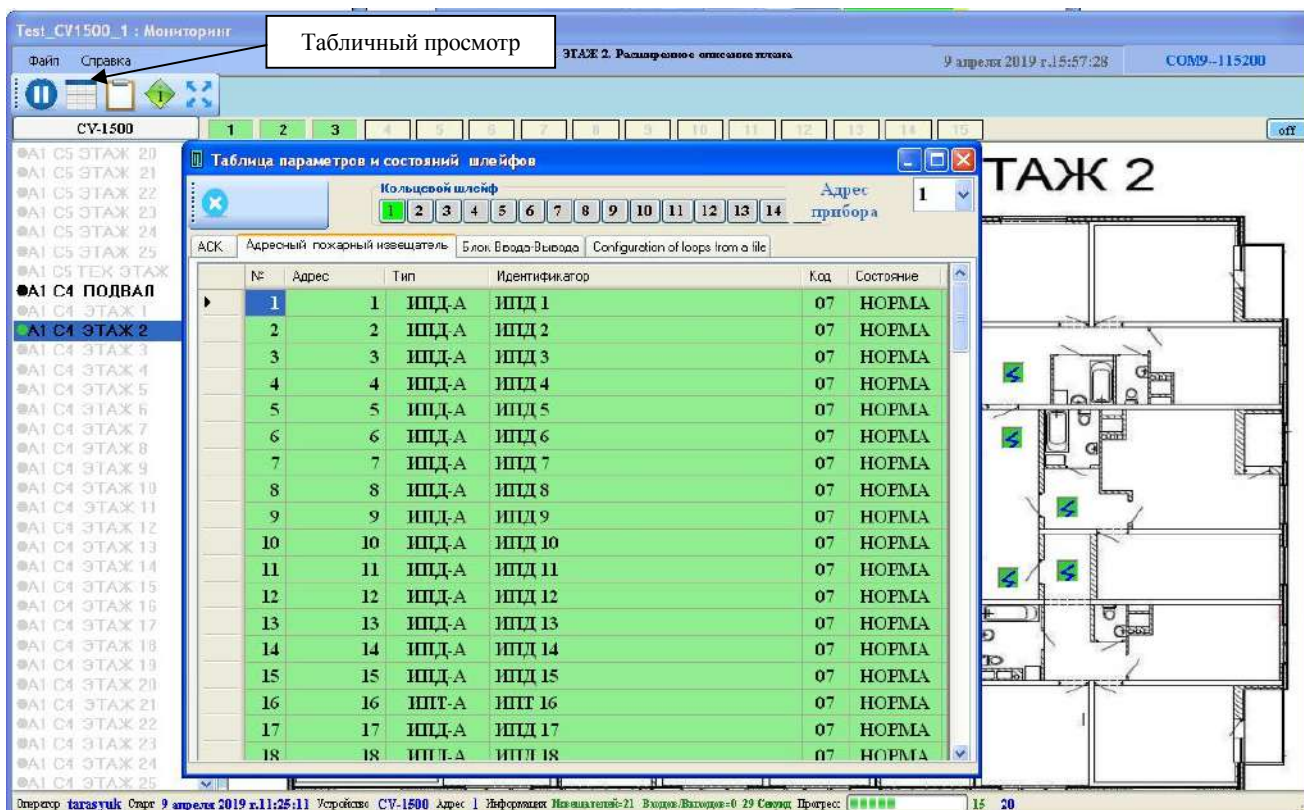 Test_CV1500_1 : Мониторинг
Табличный просмотр
Файл Справка
ЭТАЖ 2. Расширенное описание плана
9 апреля 2019 г. 15:57:28
COM9--115200
CV-1500
1 2 3 4 5 6 7 8 9 10 11 12 13 14 15
off
ЭТАЖ 2
A1 C5 ЭТАЖ 20
A1 C5 ЭТАЖ 21
A1 C5 ЭТАЖ 22
A1 C5 ЭТАЖ 23
A1 C5 ЭТАЖ 24
A1 C5 ЭТАЖ 25
A1 C5 ТЕХ ЭТАЖ
A1 C4 ПОДВАЛ
A1 C4 ЭТАЖ 1
A1 C4 ЭТАЖ 2
A1 C4 ЭТАЖ 3
A1 C4 ЭТАЖ 4
A1 C4 ЭТАЖ 5
A1 C4 ЭТАЖ 6
A1 C4 ЭТАЖ 7
A1 C4 ЭТАЖ 8
A1 C4 ЭТАЖ 9
A1 C4 ЭТАЖ 10
A1 C4 ЭТАЖ 11
A1 C4 ЭТАЖ 12
A1 C4 ЭТАЖ 13
A1 C4 ЭТАЖ 14
A1 C4 ЭТАЖ 15
A1 C4 ЭТАЖ 16
A1 C4 ЭТАЖ 17
A1 C4 ЭТАЖ 18
A1 C4 ЭТАЖ 19
A1 C4 ЭТАЖ 20
A1 C4 ЭТАЖ 21
A1 C4 ЭТАЖ 22
A1 C4 ЭТАЖ 23
A1 C4 ЭТАЖ 24
A1 C4 ЭТАЖ 25
Таблица параметров и состояний шлейфов
Кольцевой шлейф
1 2 3 4 5 6 7 8 9 10 11 12 13 14
Адрес прибора 1
АСК Адресный пожарный извещатель Блок Ввода-Вывода Configuration of loops from a file
№ Адрес Тип Идентификатор Код Состояние
1 1 ИПД-А ИПД 1 07 НОРМА
2 2 ИПД-А ИПД 2 07 НОРМА
3 3 ИПД-А ИПД 3 07 НОРМА
4 4 ИПД-А ИПД 4 07 НОРМА
5 5 ИПД-А ИПД 5 07 НОРМА
6 6 ИПД-А ИПД 6 07 НОРМА
7 7 ИПД-А ИПД 7 07 НОРМА
8 8 ИПД-А ИПД 8 07 НОРМА
9 9 ИПД-А ИПД 9 07 НОРМА
10 10 ИПД-А ИПД 10 07 НОРМА
11 11 ИПД-А ИПД 11 07 НОРМА
12 12 ИПД-А ИПД 12 07 НОРМА
13 13 ИПД-А ИПД 13 07 НОРМА
14 14 ИПД-А ИПД 14 07 НОРМА
15 15 ИПД-А ИПД 15 07 НОРМА
16 16 ИПТ-А ИПТ 16 07 НОРМА
17 17 ИПД-А ИПД 17 07 НОРМА
18 18 ИПД-А ИПД 18 07 НОРМА
Оператор tarasyuk Старт 9 апреля 2019 г.11:25:11 Устройство CV-1500 Адрес 1 Информация Извещателей=21 Входов/Выходов=0 29 Секунд Прогресс: 15 20